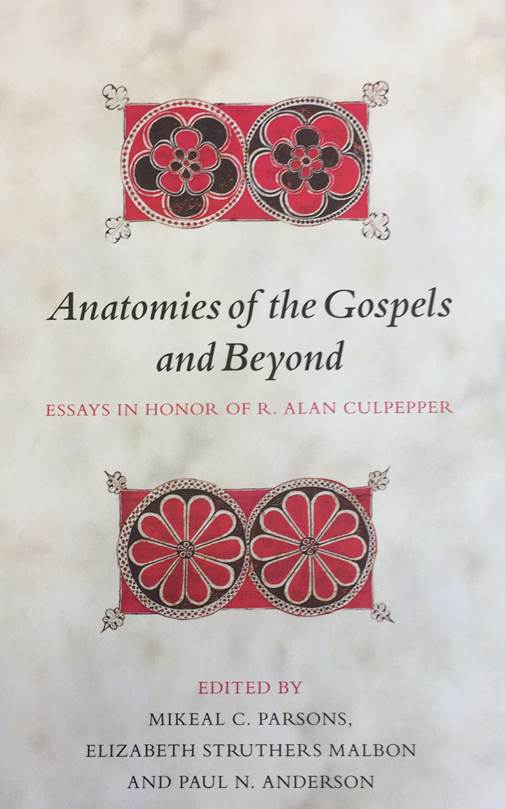 Anatomies of the Gospels
and Beyond
ESSAYS IN HONOR OF R. ALAN CULPEPPER
EDITED BY
MIKEAL C. PARSONS,
ELIZABETH STRUTHERS MALBON
AND PAUL N. ANDERSON